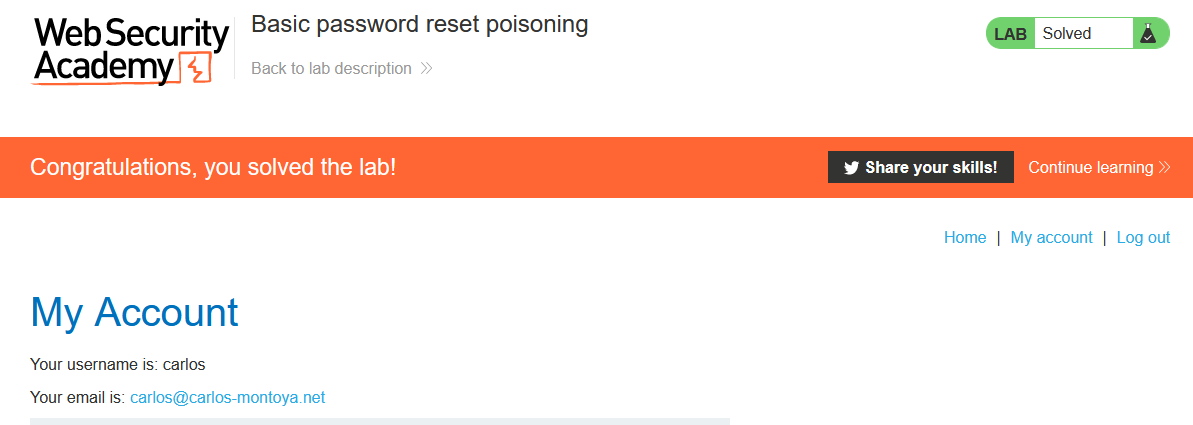 Web Security
Academy
Basic password reset poisoning
Back to lab description
LAB Solved
Congratulations, you solved the lab!
Share your skills!
Continue learning
Home | My account | Log out
My Account
Your username is: carlos
Your email is: carlos@carlos-montoya.net